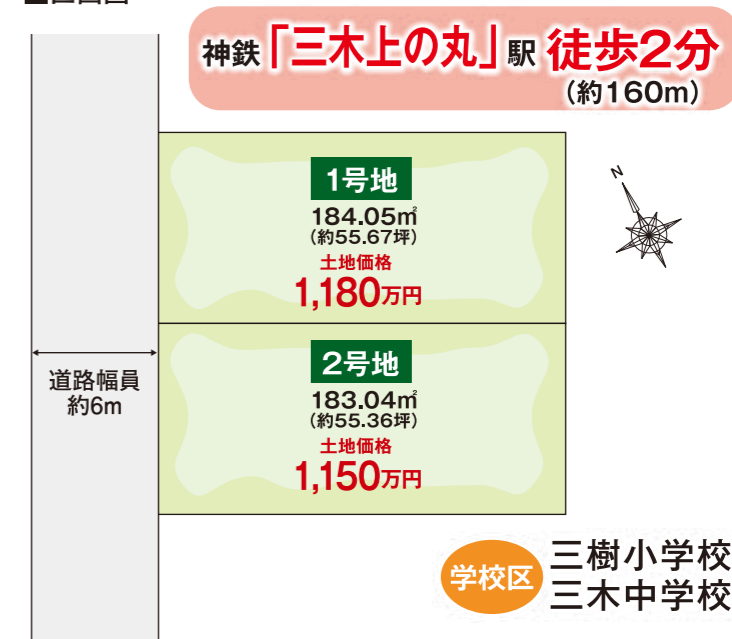 神鉄「三木上の丸」駅 徒歩2分
(約160m)
N
1号地
184.05㎡
(約55.67坪)
土地価格
1,180万円
道路幅員
約6m
2号地
183.04㎡
(約55.36坪)
土地価格
1,150万円
学校区
三樹小学校
三木中学校